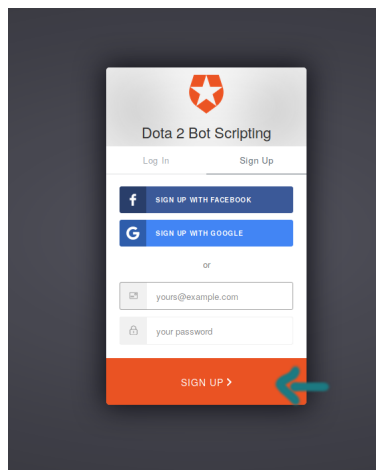 Dota 2 Bot Scripting
Log In
Sign Up
SIGN UP WITH FACEBOOK
SIGN UP WITH GOOGLE
or
yours@example.com
your password
SIGN UP